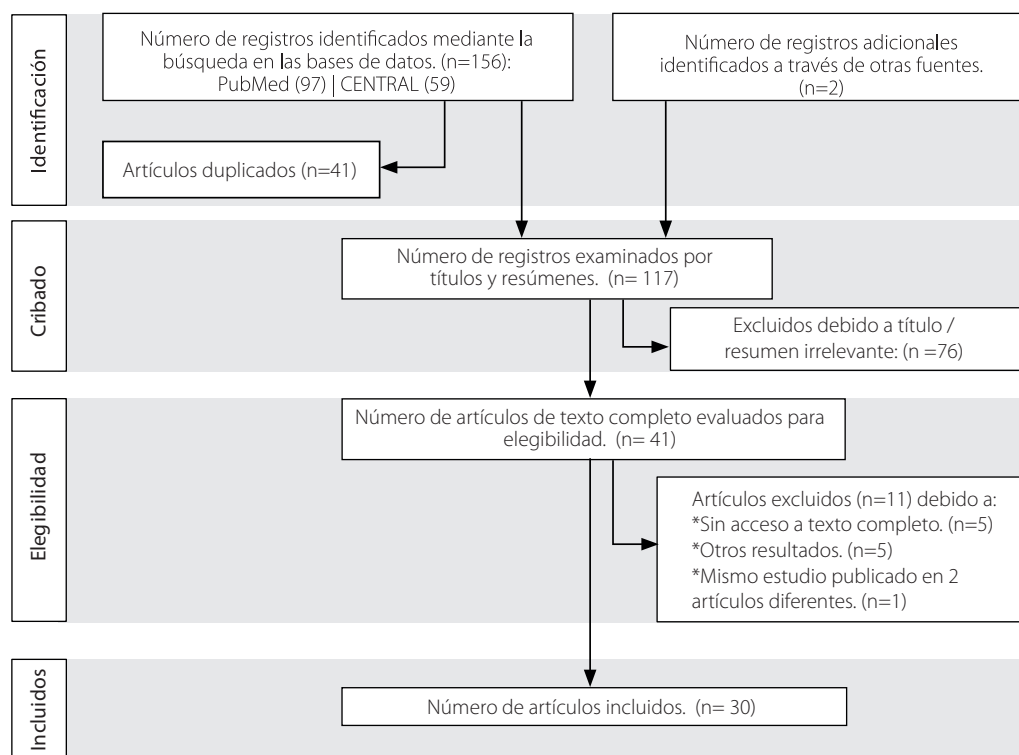 Identificación
Número de registros identificados mediante la
búsqueda en las bases de datos. (n=156):
PubMed (97) | CENTRAL (59)
Número de registros adicionales
identificados a través de otras fuentes.
(n=2)
Artículos duplicados (n=41)
Cribado
Número de registros examinados por
títulos y resúmenes. (n= 117)
Excluidos debido a título /
resumen irrelevante: (n =76)
Elegibilidad
Número de artículos de texto completo evaluados para
elegibilidad. (n= 41)
Artículos excluidos (n=11) debido a:
*Sin acceso a texto completo. (n=5)
*Otros resultados. (n=5)
*Mismo estudio publicado en 2
artículos diferentes. (n=1)
Incluidos
Número de artículos incluidos. (n= 30)